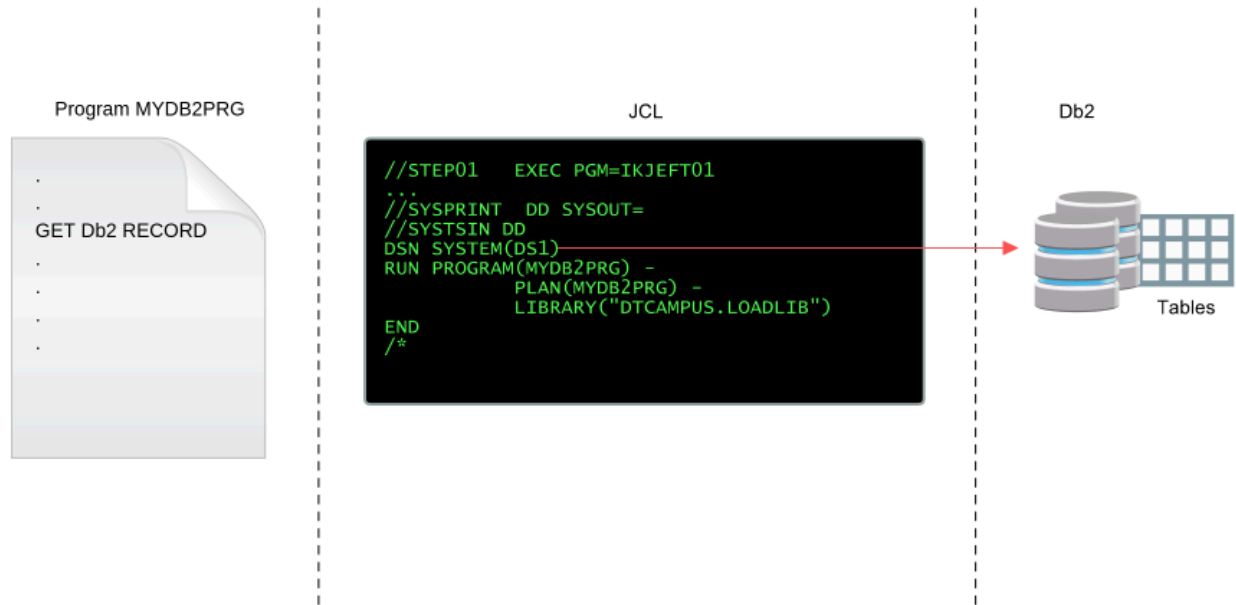 Program MYDB2PRG
.
.
GET Db2 RECORD
.
.
.
.
JCL
//STEP01   EXEC PGM=IKJEFT01
...
//SYSPRINT  DD SYSOUT=
//SYSTSIN DD
DSN SYSTEM(DS1)
RUN PROGRAM(MYDB2PRG) -
            PLAN(MYDB2PRG) -
            LIBRARY("DTCAMPUS.LOADLIB")
END
/*
Db2
Tables